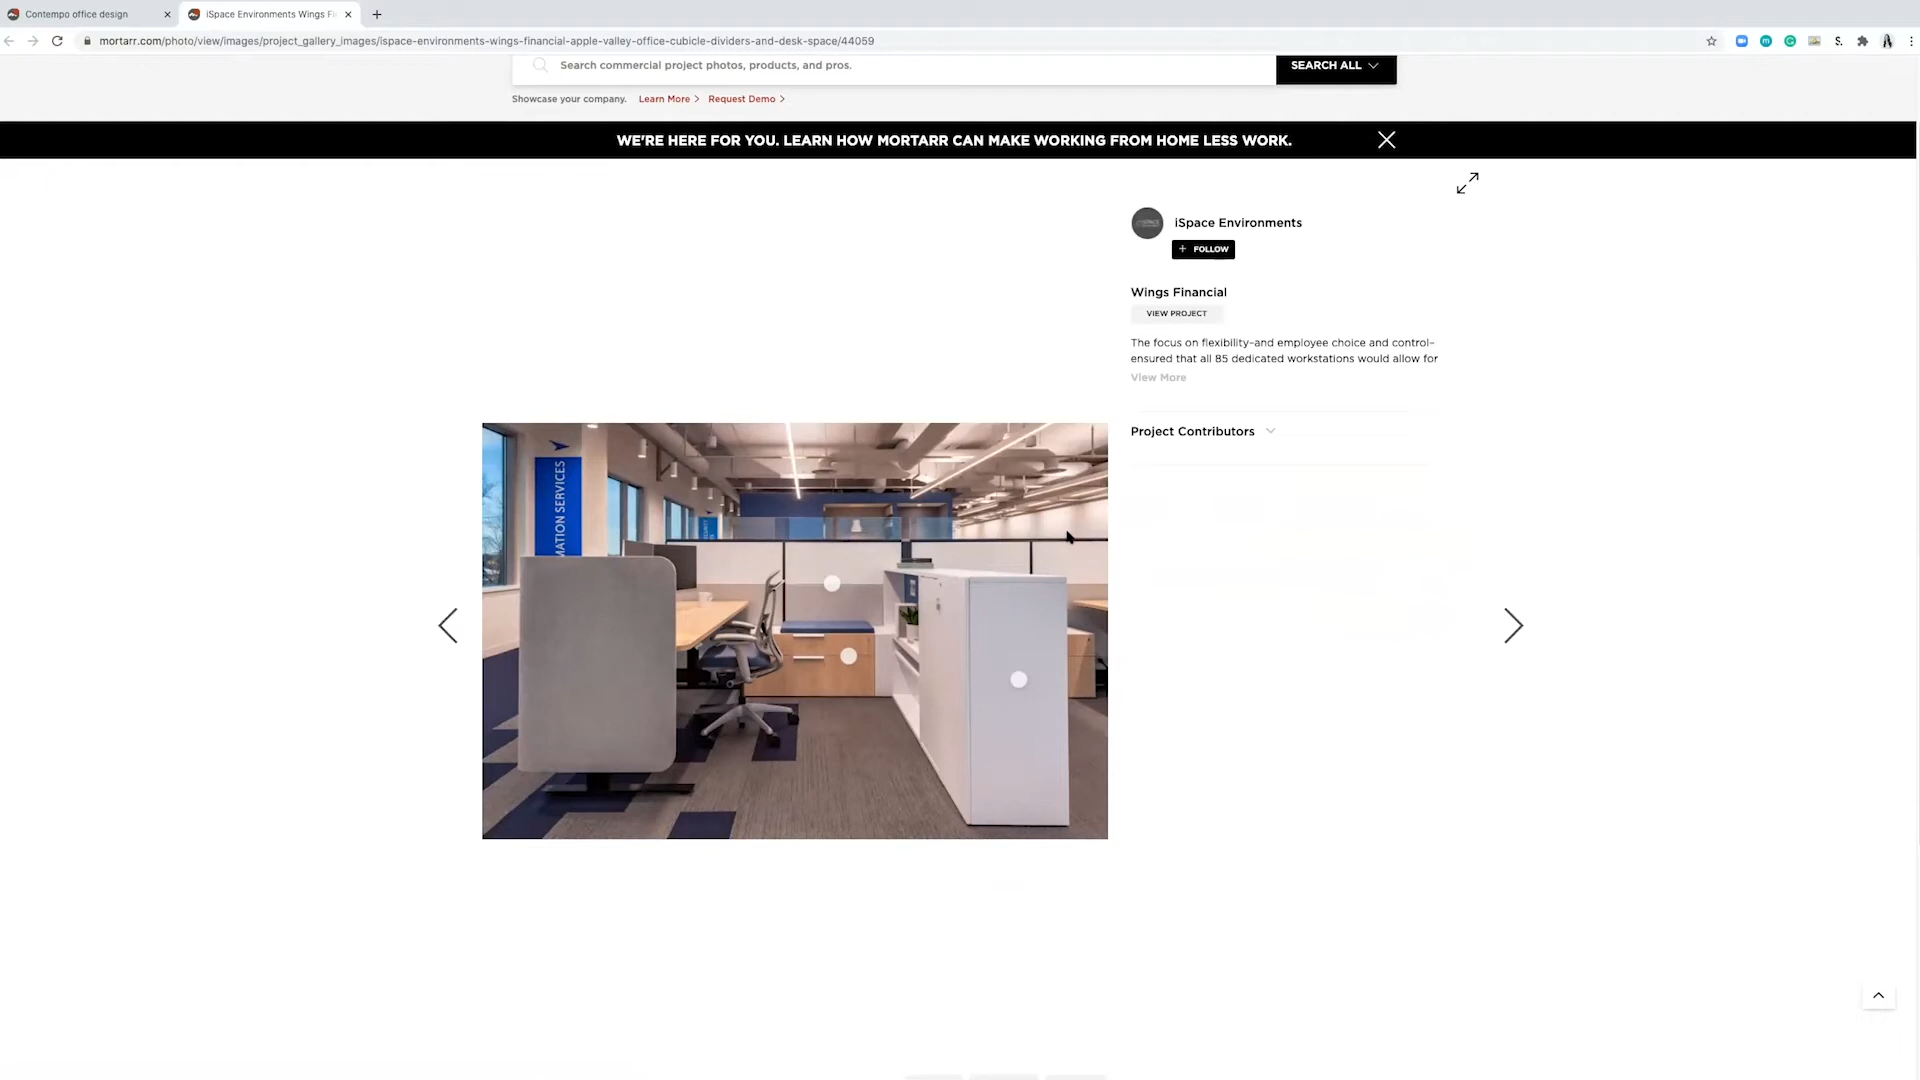 Contempo office design
iSpace Environments Wings Fi
mortarr.com/photo/view/images/project_gallery_images/ispace-environments-wings-financial-apple-valley-office-cubicle-dividers-and-desk-space/44059
Search commercial project photos, products, and pros.
SEARCH ALL
Showcase your company. Learn More > Request Demo >
WE'RE HERE FOR YOU. LEARN HOW MORTARR CAN MAKE WORKING FROM HOME LESS WORK.
iSpace Environments
+ FOLLOW
Wings Financial
VIEW PROJECT
The focus on flexibility–and employee choice and control–
ensured that all 85 dedicated workstations would allow for
View More
Project Contributors
MATION SERVICES